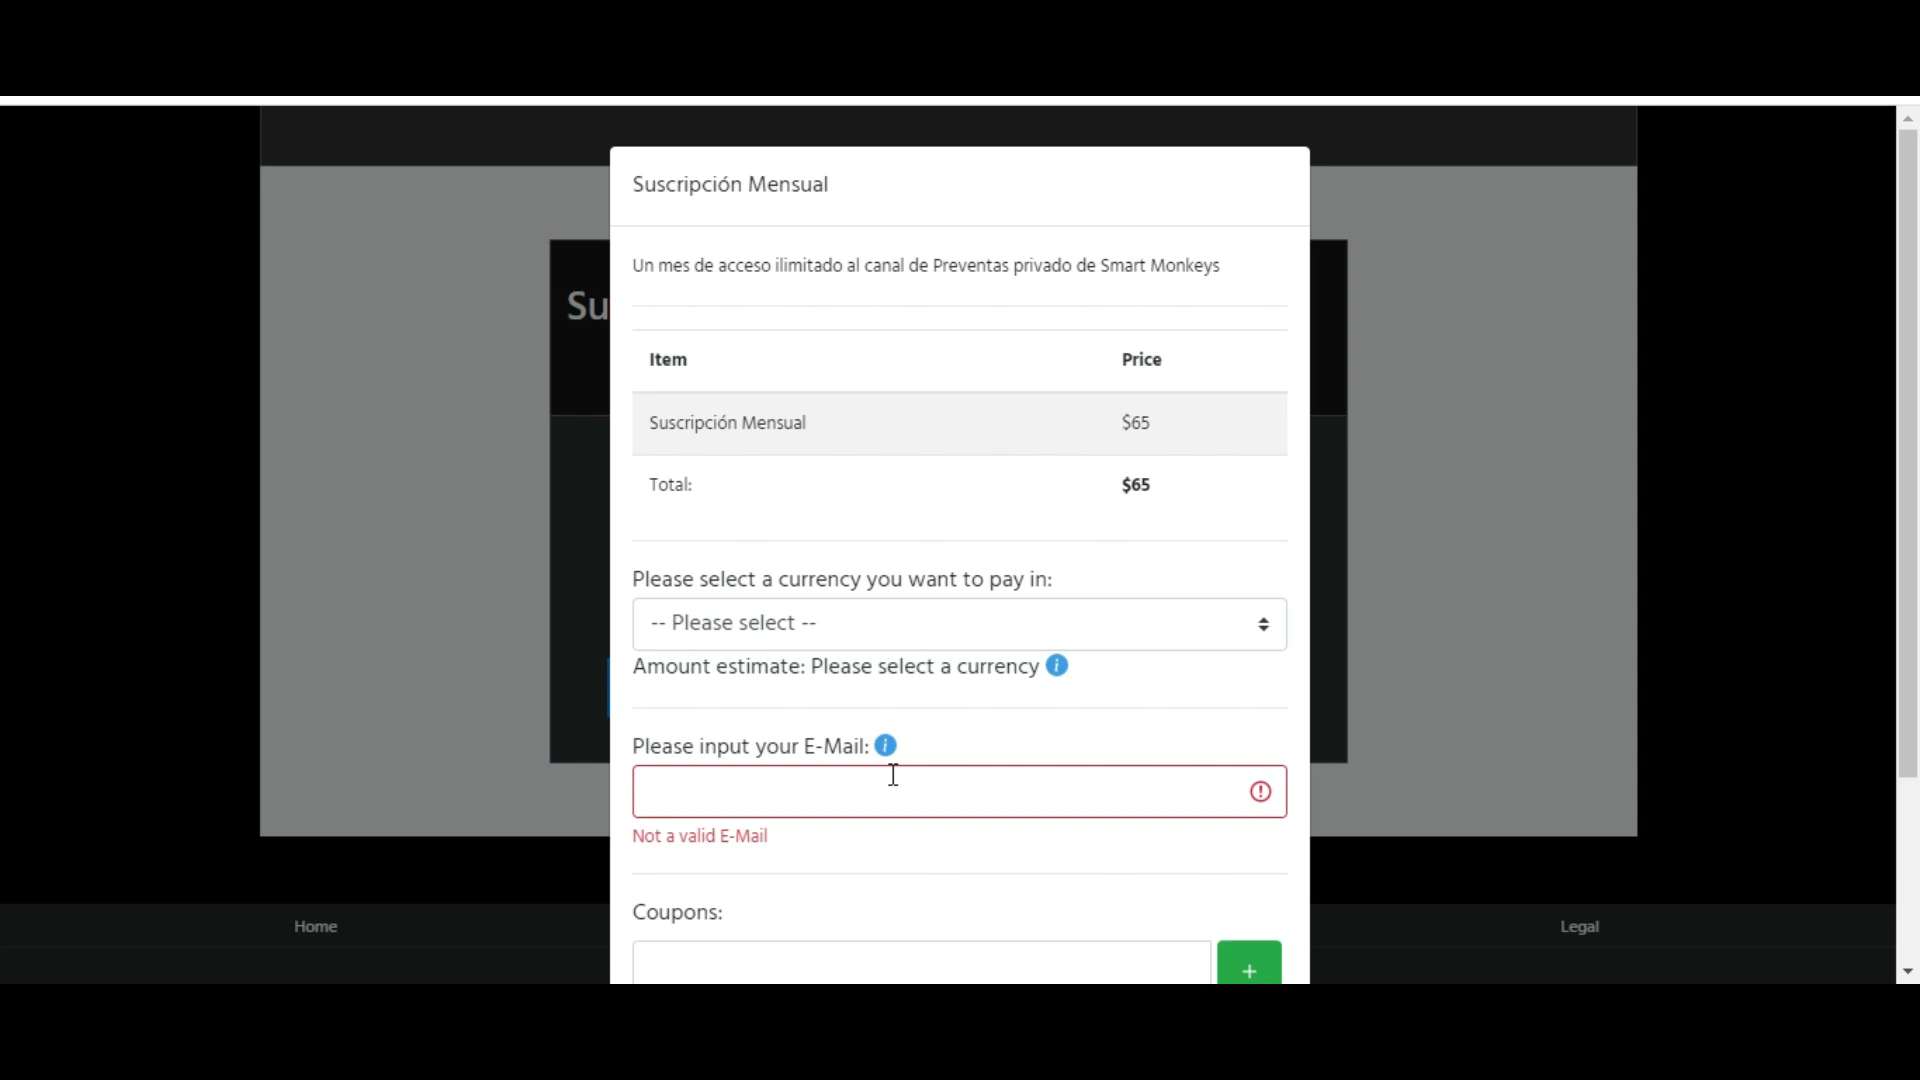 Suscripción Mensual
Un mes de acceso ilimitado al canal de Preventas privado de Smart Monkeys
Su
Item Price
Suscripción Mensual $65
Total: $65
Please select a currency you want to pay in:
-- Please select --
Amount estimate: Please select a currency
Please input your E-Mail:
Not a valid E-Mail
Coupons:
+
Home Legal